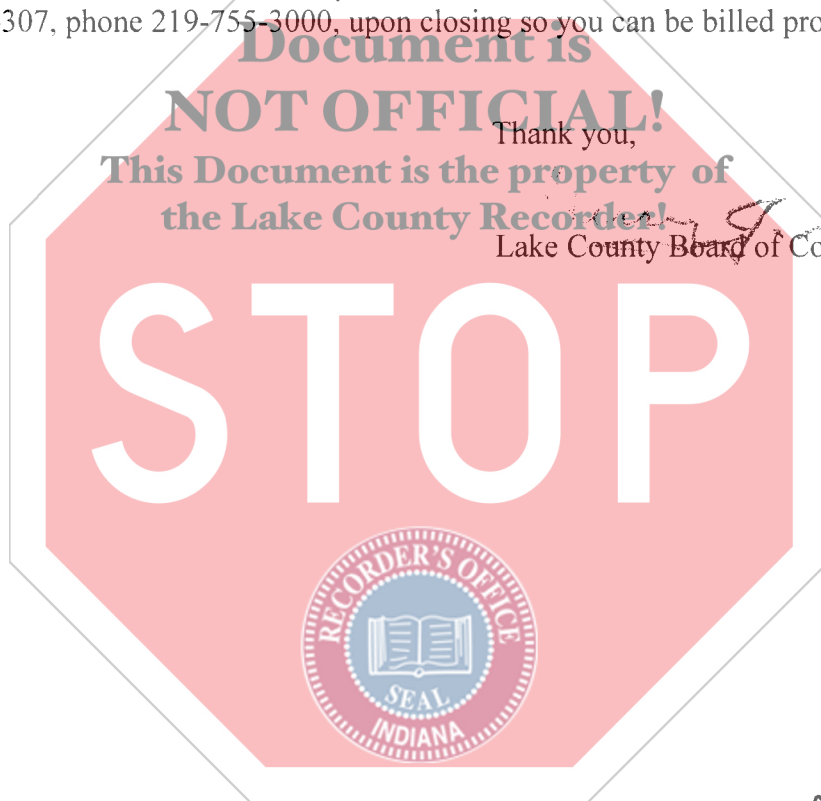 307, phone 219-755-3000, upon closing so you can be billed pro
Document is
NOT OFFICIAL!
Thank you,
This Document is the property of
the Lake County Recorder!
Lake County Board of Co
STOP
RECORDER'S OFFICE
SEAL
INDIANA